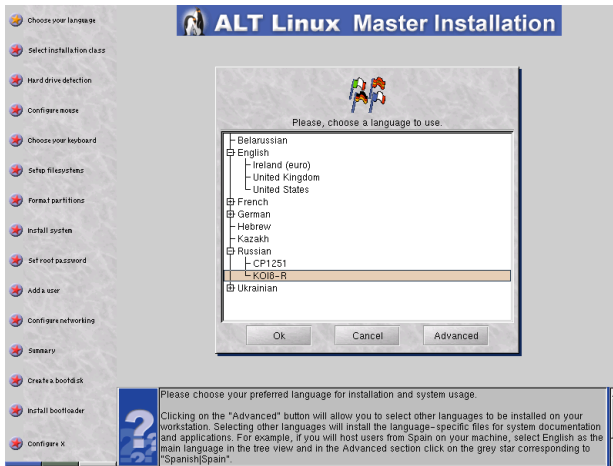 Choose your language
Select installation class
Hard drive detection
Configure mouse
Choose your keyboard
Setup filesystems
Format partitions
Install system
Set root password
Add a user
Configure networking
Summary
Create a bootdisk
Install bootloader
Configure X
ALT Linux Master Installation
Please, choose a language to use.
Belarussian
English
Ireland (euro)
United Kingdom
United States
French
German
Hebrew
Kazakh
Russian
CP1251
KOI8-R
Ukrainian
Ok Cancel Advanced
Please choose your preferred language for installation and system usage.
Clicking on the "Advanced" button will allow you to select other languages to be installed on your
workstation. Selecting other languages will install the language-specific files for system documentation
and applications. For example, if you will host users from Spain on your machine, select English as the
main language in the tree view and in the Advanced section click on the grey star corresponding to
"Spanish|Spain".